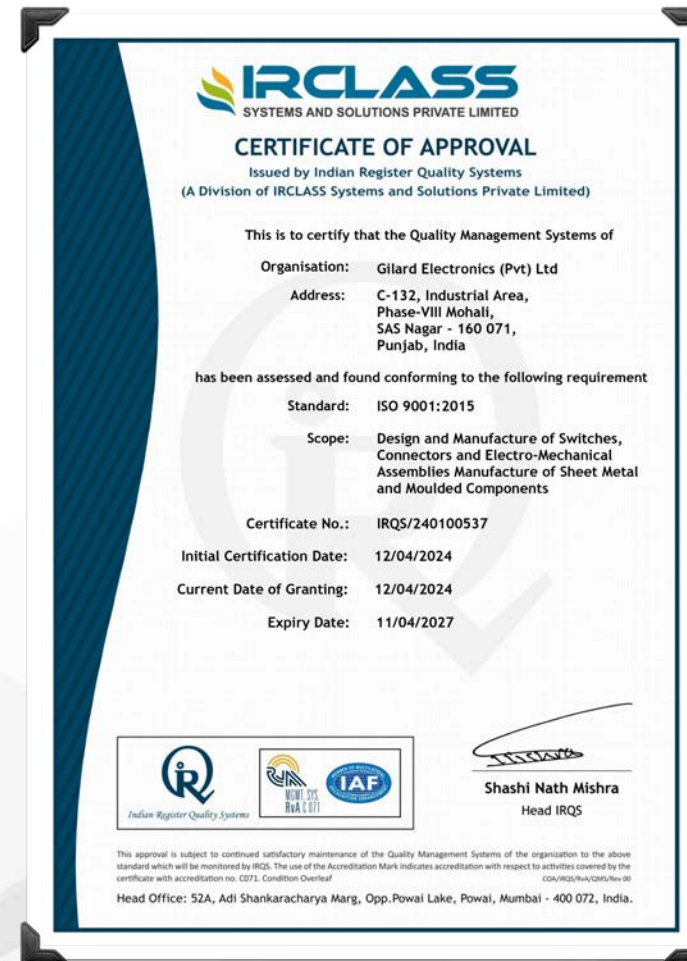 IRCLASS
SYSTEMS AND SOLUTIONS PRIVATE LIMITED
CERTIFICATE OF APPROVAL
Issued by Indian Register Quality Systems
(A Division of IRCLASS Systems and Solutions Private Limited)
This is to certify that the Quality Management Systems of
Organisation: Gilard Electronics (Pvt) Ltd
Address: C-132, Industrial Area,
Phase-VIII Mohali,
SAS Nagar - 160 071,
Punjab, India
has been assessed and found conforming to the following requirement
Standard: ISO 9001:2015
Scope: Design and Manufacture of Switches,
Connectors and Electro-Mechanical
Assemblies Manufacture of Sheet Metal
and Moulded Components
Certificate No.: IRQS/240100537
Initial Certification Date: 12/04/2024
Current Date of Granting: 12/04/2024
Expiry Date: 11/04/2027
Indian Register Quality Systems
RvA
MGMT. SYS.
RvA C 071
IAF
Shashi Nath Mishra
Head IRQS
This approval is subject to continued satisfactory maintenance of the Quality Management Systems of the organization to the above
standard which will be monitored by IRQS. The use of the Accreditation Mark indicates accreditation with respect to activities covered by the
certificate with accreditation no. C071. Condition Overleaf
COA/IRQS/RvA/QMS/Rev 00
Head Office: 52A, Adi Shankaracharya Marg, Opp.Powai Lake, Powai, Mumbai - 400 072, India.